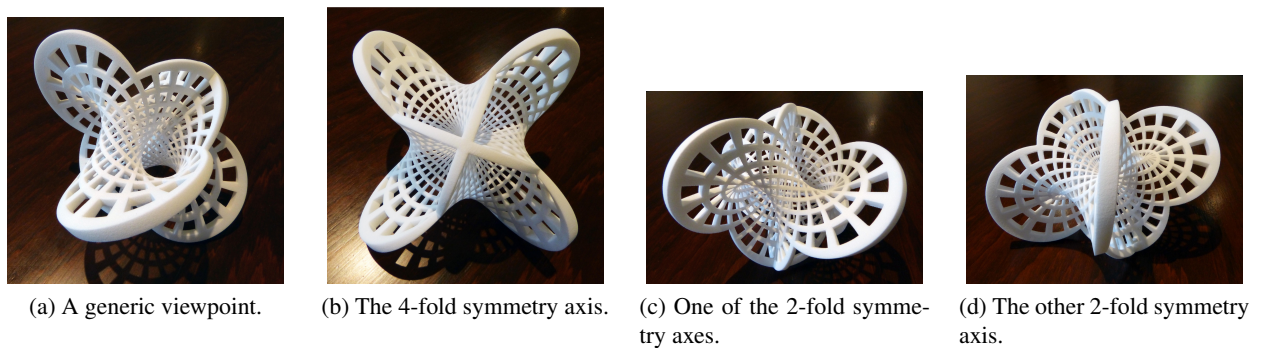 (a) A generic viewpoint.
(b) The 4-fold symmetry axis.
(c) One of the 2-fold symme-
try axes.
(d) The other 2-fold symmetry
axis.